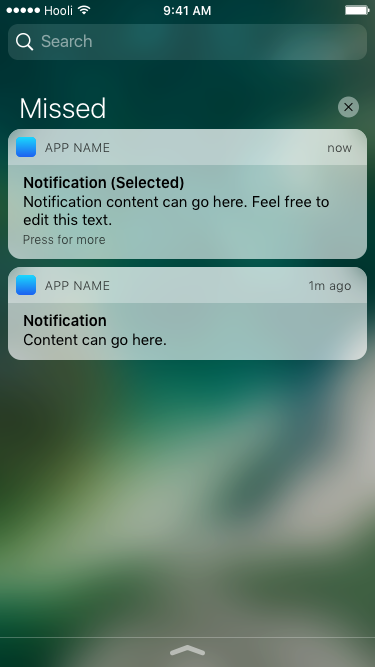 Hooli 9:41 AM
Search
Missed
APP NAME now
Notification (Selected)
Notification content can go here. Feel free to
edit this text.
Press for more
APP NAME 1m ago
Notification
Content can go here.